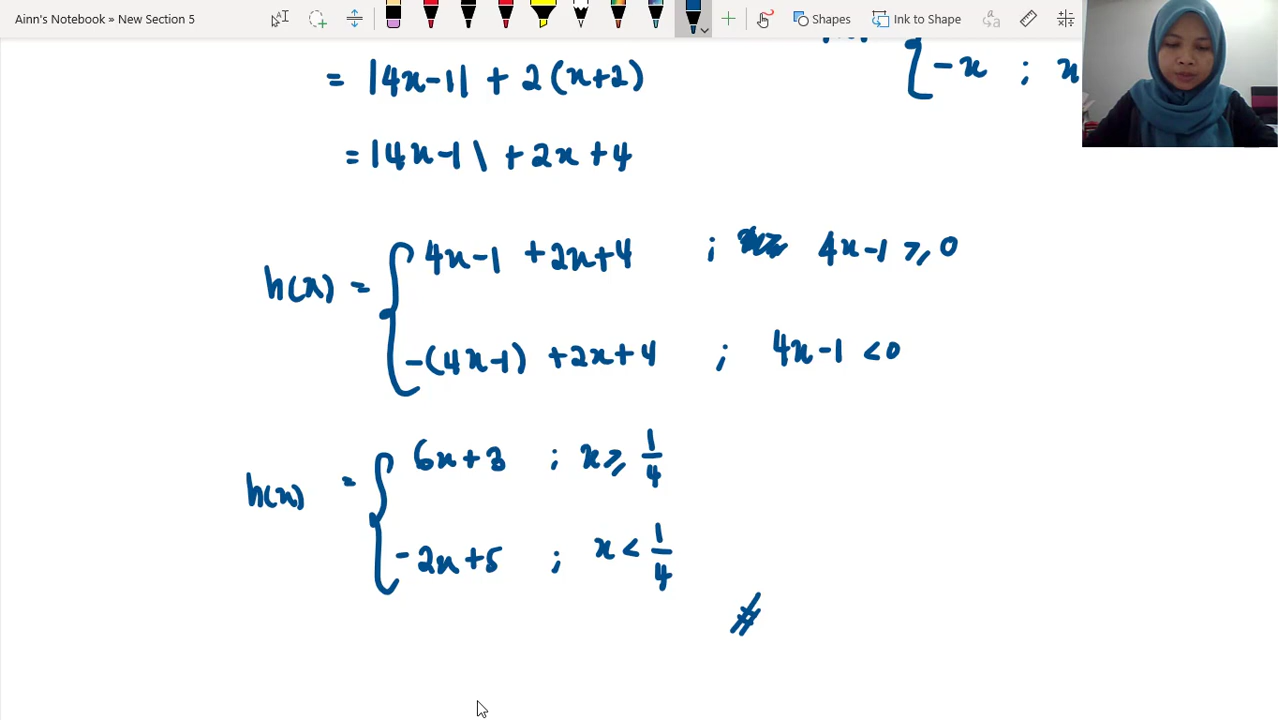 Ainn's Notebook » New Section 5
Shapes
Ink to Shape
= |4x-1| + 2(x+2)
-x ; x
= |4x-1| + 2x + 4
h(x) = { 4x-1 + 2x+4 ; 4x-1 ≥ 0
-(4x-1) + 2x+4 ; 4x-1 < 0
h(x) = { 6x+3 ; x ≥ 1/4
-2x+5 ; x < 1/4
#